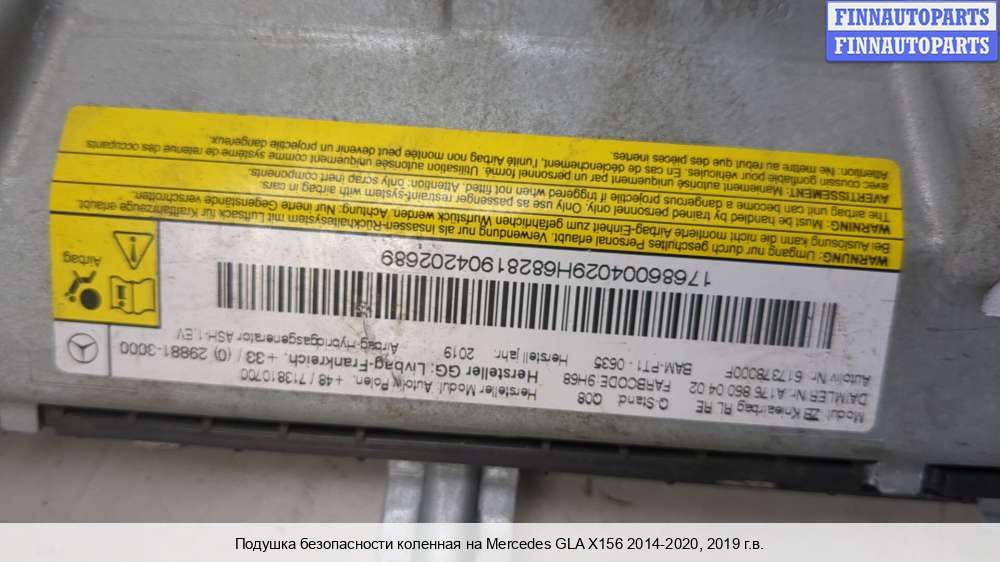 FINNAUTOPARTS
FINNAUTOPARTS
Modul: ZB Kneairbag RL RE
DAIMLER Nr. A176 860 04 02
Autoliv Nr. 617378000F
Q-Stand: Q08
FARBCODE 9H68
BAM-PT1 - 0635
Hersteller Modul: Autoliv Polen, +48 / 713810700
Hersteller GG: Livbag-Frankreich, +33 / (0) 29881-3000
Herstelljahr: 2019
Airbag-Hybridgasgenerator ASH-1.EV
17686004029H6828190420268​9
Airbag
WARNUNG: Umgang nur durch geschultes Personal erlaubt. Verwendung nur als Insassen-Rückhaltesystem mit Luftsack für Kraftfahrzeuge erlaubt.
Bei Auslösung kann die nicht montierte Airbag-Einheit zum gefährlichen Wurfstück werden. Achtung: Nur inerte Gegenstände verschrotten.
WARNING: Must be handled by trained personnel only. Only use as passenger restraint-system with airbag in cars.
The airbag unit can become a dangerous projectile if triggered when not fitted. Attention: scrap only inert components.
AVERTISSEMENT: Maniement autorisé uniquement par un personnel formé. Utilisation autorisée uniquement comme système de retenue des occupants
avec coussin gonflable pour véhicules. En cas de déclenchement, l'unité Airbag non montée peut devenir un projectile dangereux.
Attention: Ne mettre au rebut que des pièces inertes.
Подушка безопасности коленная на Mercedes GLA X156 2014-2020, 2019 г.в.